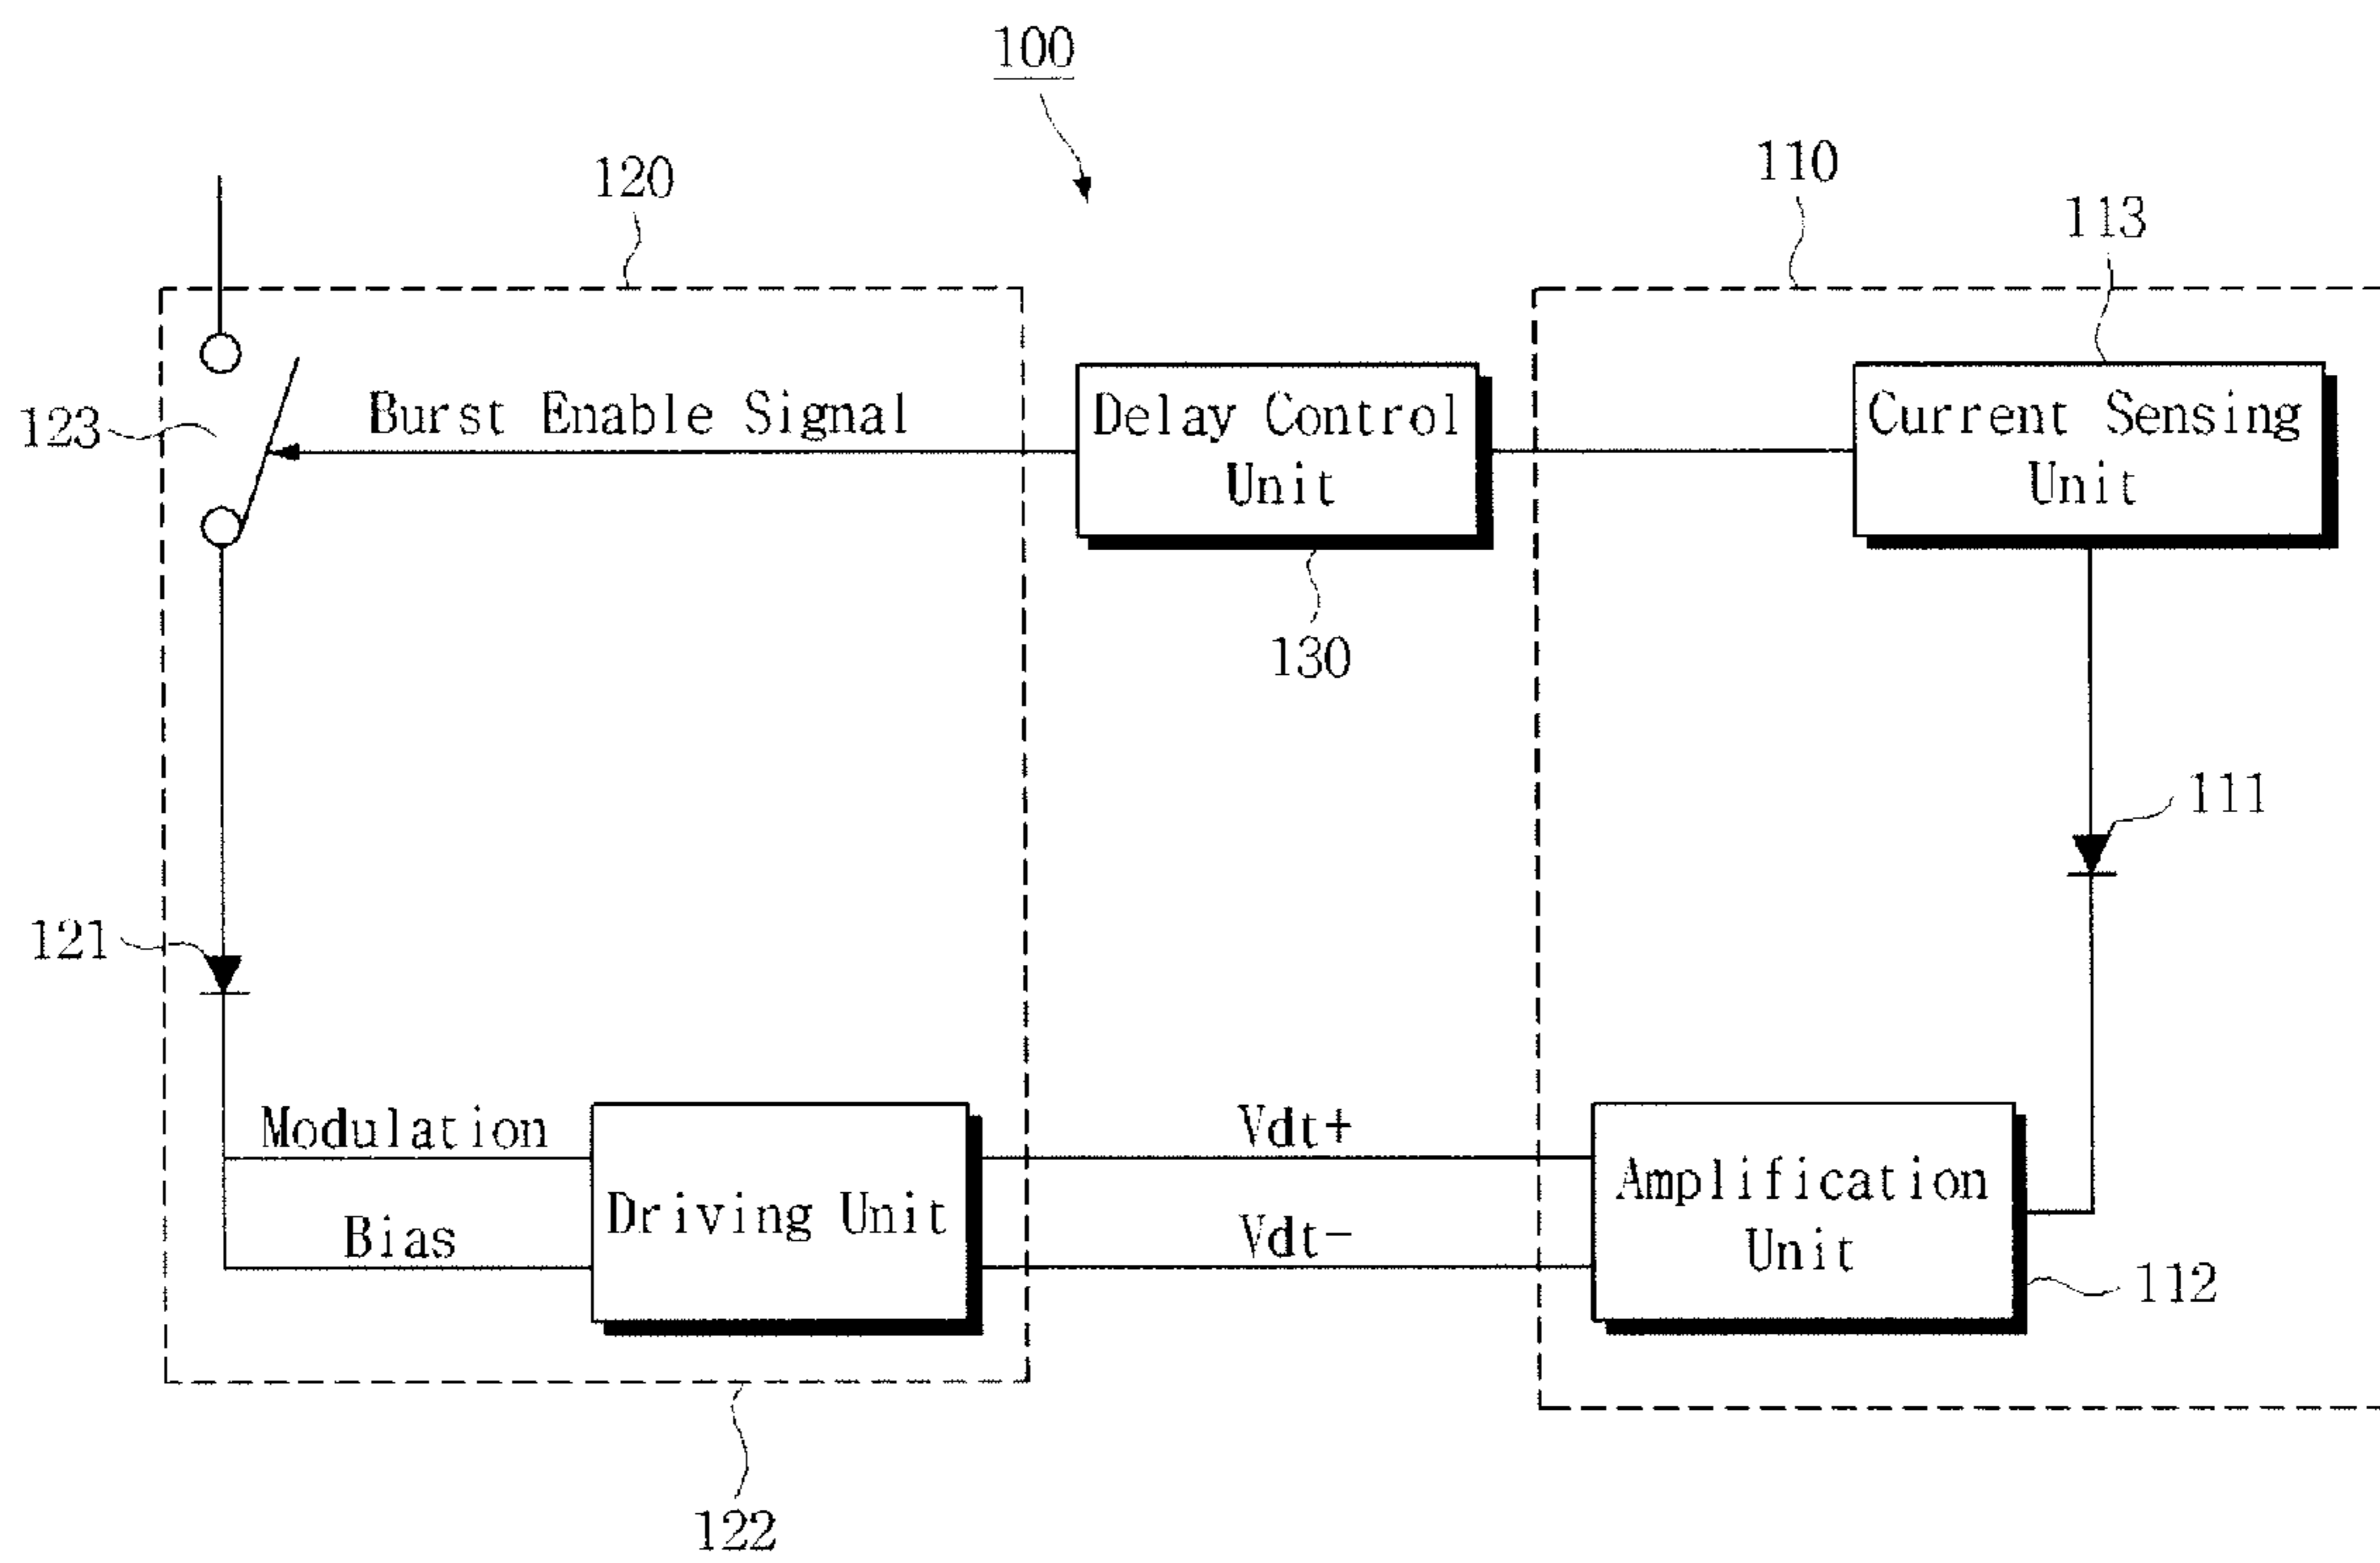 100
120
110
113
123
Burst Enable Signal
Delay Control
Unit
Current Sensing
Unit
130
111
121
Modulation
Bias
Driving Unit
Vdt+
Vdt-
Amplification
Unit
112
122